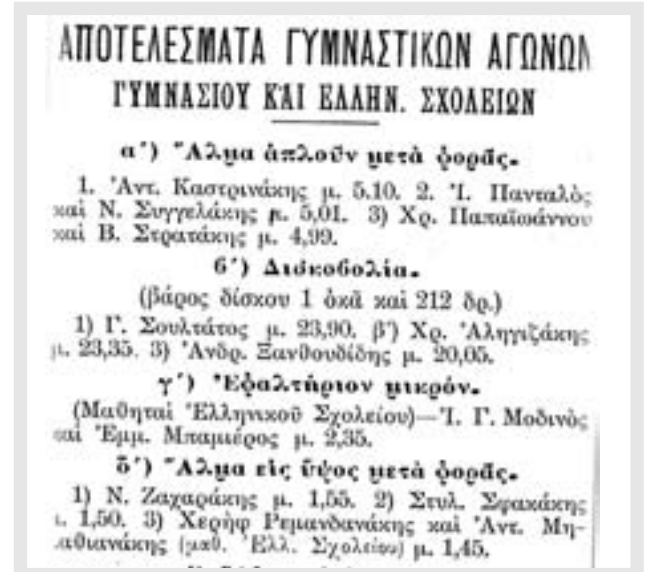 ΑΠΟΤΕΛΕΣΜΑΤΑ ΓΥΜΝΑΣΤΙΚΩΝ ΑΓΩΝΩΝ
ΓΥΜΝΑΣΙΟΥ ΚΑΙ ΕΛΛΗΝ. ΣΧΟΛΕΙΩΝ
α´) Ἅλμα ἁπλοῦν μετὰ φορᾶς.
1. Ἀντ. Καστρινάκης μ. 5.10. 2. Ἰ. Πανταλὸς
καὶ Ν. Συγγελάκης μ. 5,01. 3) Χρ. Παπαϊωάννου
καὶ Β. Στρατάκης μ. 4,99.
β´) Δισκοβολία.
(βάρος δίσκου 1 ὀκᾶ καὶ 212 δρ.)
1) Γ. Σουλτάτος μ. 23,90. β') Χρ. Ἀληγιζάκης
μ. 23,35. 3) Ἀνδρ. Ξανθουδίδης μ. 20,05.
γ´) Ἐφαλτήριον μικρόν.
(Μαθηταὶ Ἑλληνικοῦ Σχολείου)—Ἰ. Γ. Μοδινὸς
καὶ Ἐμμ. Μπαμιέρος μ. 2,35.
δ´) Ἅλμα εἰς ὕψος μετὰ φορᾶς.
1) Ν. Ζαχαράκης μ. 1,55. 2) Στυλ. Σφακάκης
μ. 1,50. 3) Χερὴφ Ρεμανδανάκης καὶ Ἀντ. Μη-
λαθιανάκης (μαθ. Ἑλλ. Σχολείου) μ. 1,45.